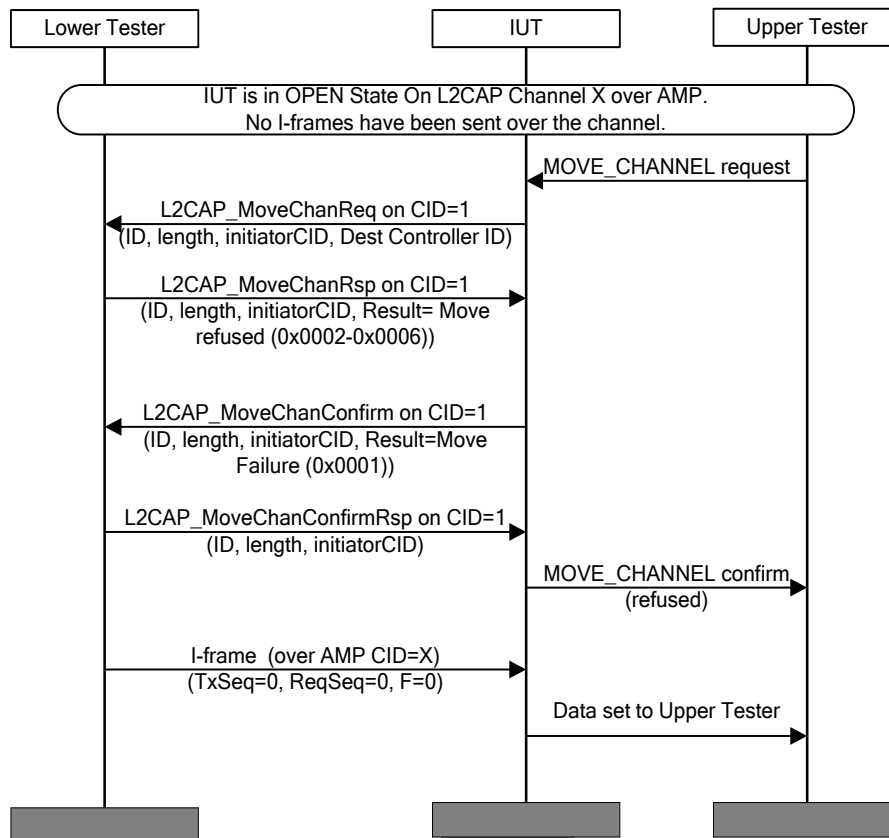 Lower Tester
IUT
Upper Tester
IUT is in OPEN State On L2CAP Channel X over AMP.
No I-frames have been sent over the channel.
MOVE_CHANNEL request
L2CAP_MoveChanReq on CID=1
(ID, length, initiatorCID, Dest Controller ID)
L2CAP_MoveChanRsp on CID=1
(ID, length, initiatorCID, Result= Move
refused (0x0002-0x0006))
L2CAP_MoveChanConfirm on CID=1
(ID, length, initiatorCID, Result=Move
Failure (0x0001))
L2CAP_MoveChanConfirmRsp on CID=1
(ID, length, initiatorCID)
MOVE_CHANNEL confirm
(refused)
I-frame  (over AMP CID=X)
(TxSeq=0, ReqSeq=0, F=0)
Data set to Upper Tester